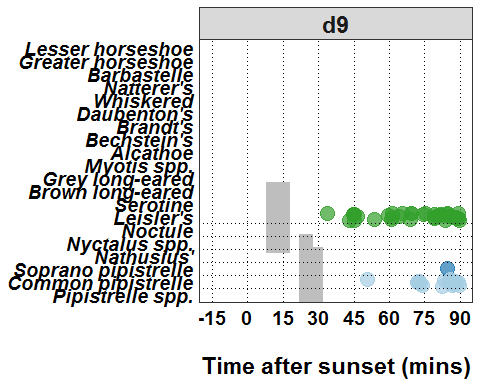 d9
Lesser horseshoe
Greater horseshoe
Barbastelle
Natterer's
Whiskered
Daubenton's
Brandt's
Bechstein's
Alcathoe
Myotis spp.
Grey long-eared
Brown long-eared
Serotine
Leisler's
Noctule
Nyctalus spp.
Nathusius'
Soprano pipistrelle
Common pipistrelle
Pipistrelle spp.
-15 0 15 30 45 60 75 90
Time after sunset (mins)